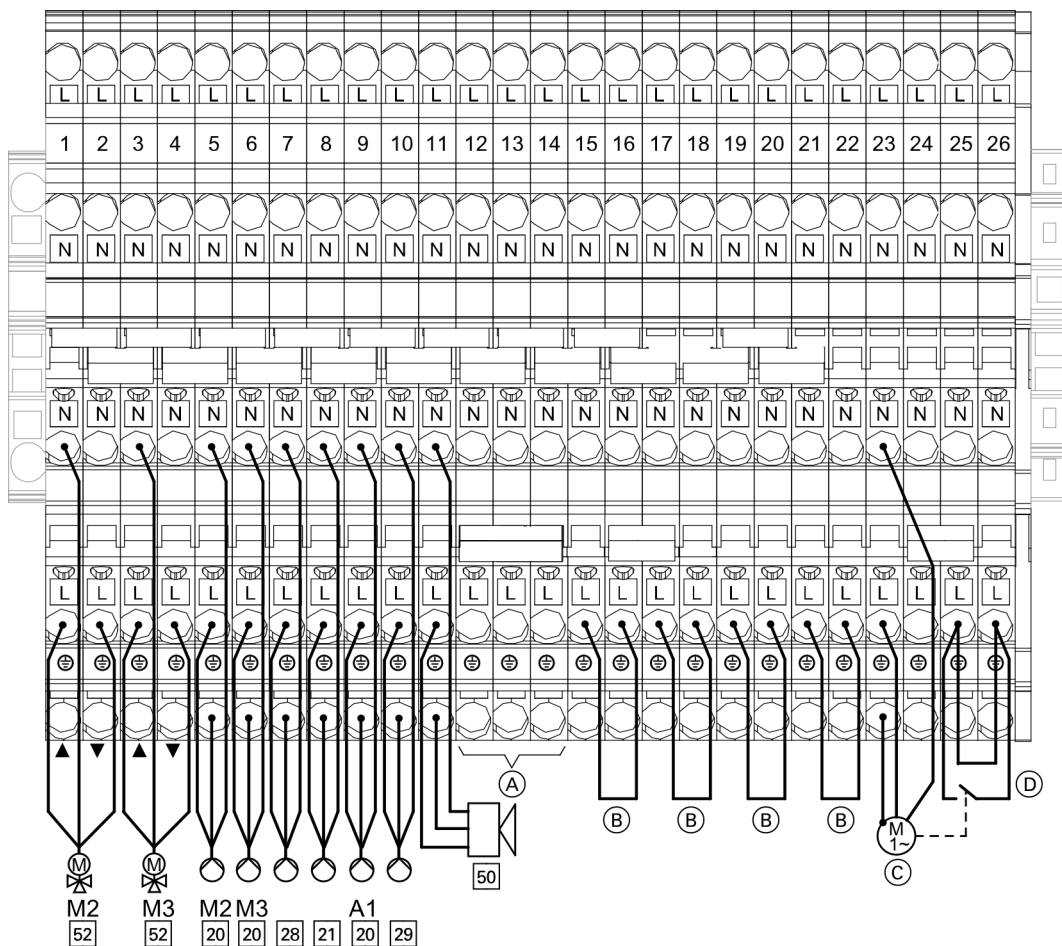 L L L L L L L L L L L L L L L L L L L L L L L L L L
1 2 3 4 5 6 7 8 9 10 11 12 13 14 15 16 17 18 19 20 21 22 23 24 25 26
N N N N N N N N N N N N N N N N N N N N N N N N N N
N N N N N N N N N N N N N N N N N N N N N N N N N N
L L L L L L L L L L L L L L L L L L L L L L L L L L
A
D
B B B B
M
1~
C
M M
50
M2 M3 M2 M3 A1
52 52 20 20 28 21 20 29